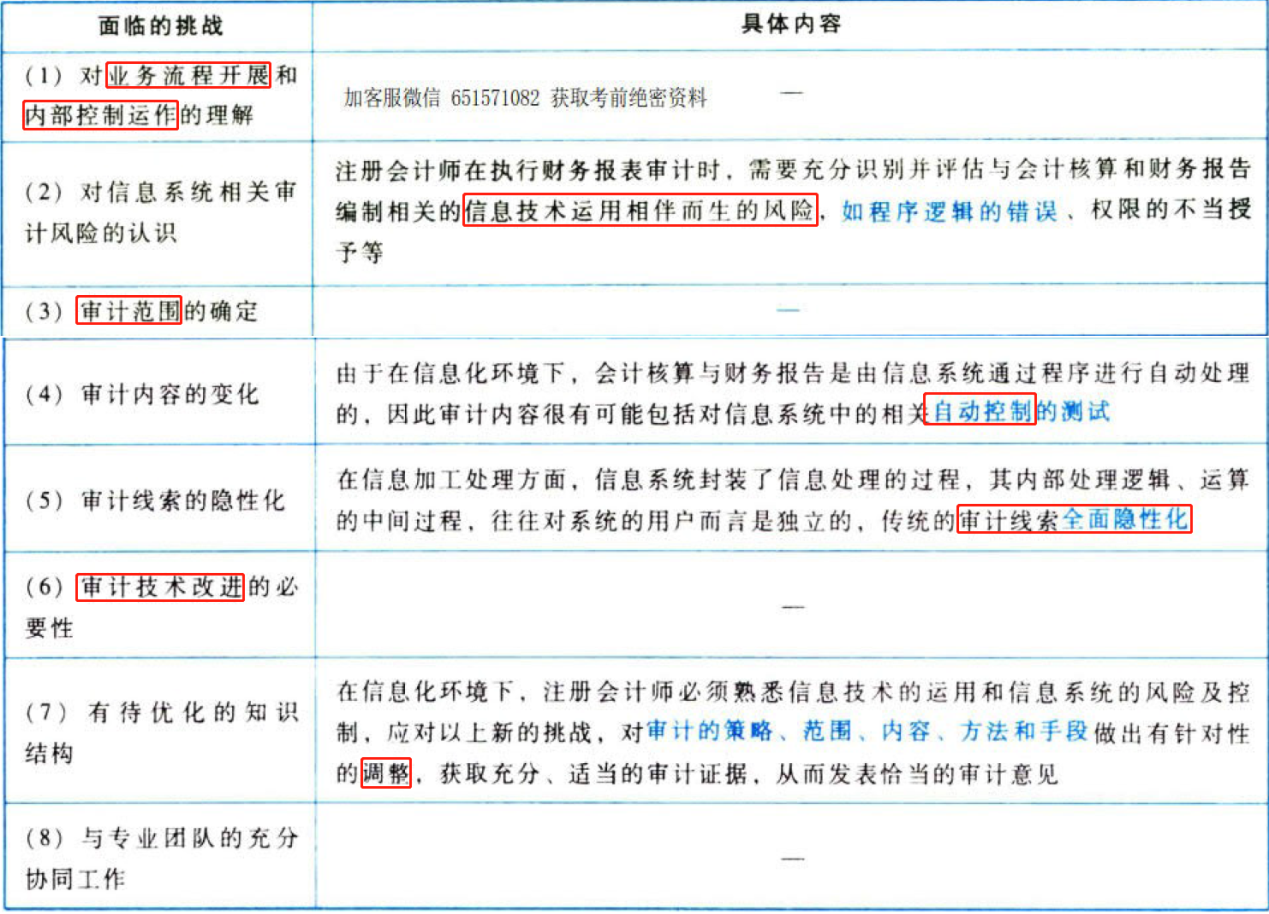 面临的挑战
具体内容
(1) 对业务流程开展和
内部控制运作的理解
加客服微信 651571082 获取考前绝密资料
—
(2) 对信息系统相关审
计风险的认识
注册会计师在执行财务报表审计时，需要充分识别并评估与会计核算和财务报告
编制相关的信息技术运用相伴而生的风险，如程序逻辑的错误、权限的不当授
予等
(3) 审计范围的确定
—
(4) 审计内容的变化
由于在信息化环境下，会计核算与财务报告是由信息系统通过程序进行自动处理
的，因此审计内容很有可能包括对信息系统中的相关自动控制的测试
(5) 审计线索的隐性化
在信息加工处理方面，信息系统封装了信息处理的过程，其内部处理逻辑、运算
的中间过程，往往对系统的用户而言是独立的，传统的审计线索全面隐性化
(6) 审计技术改进的必
要性
—
(7) 有待优化的知识
结构
在信息化环境下，注册会计师必须熟悉信息技术的运用和信息系统的风险及控
制，应对以上新的挑战，对审计的策略、范围、内容、方法和手段做出有针对性
的调整，获取充分、适当的审计证据，从而发表恰当的审计意见
(8) 与专业团队的充分
协同工作
—